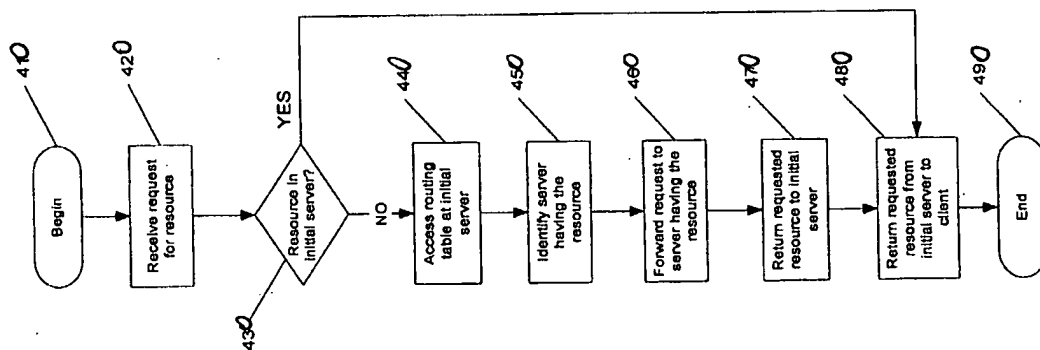 410
Begin
420
Receive request
for resource
430
Resource in
initial server?
YES
NO
440
Access routing
table at initial
server
450
Identify server
having the
resource
460
Forward request to
server having the
resource
470
Return requested
resource to initial
server
480
Return requested
resource from
initial server to
client
490
End